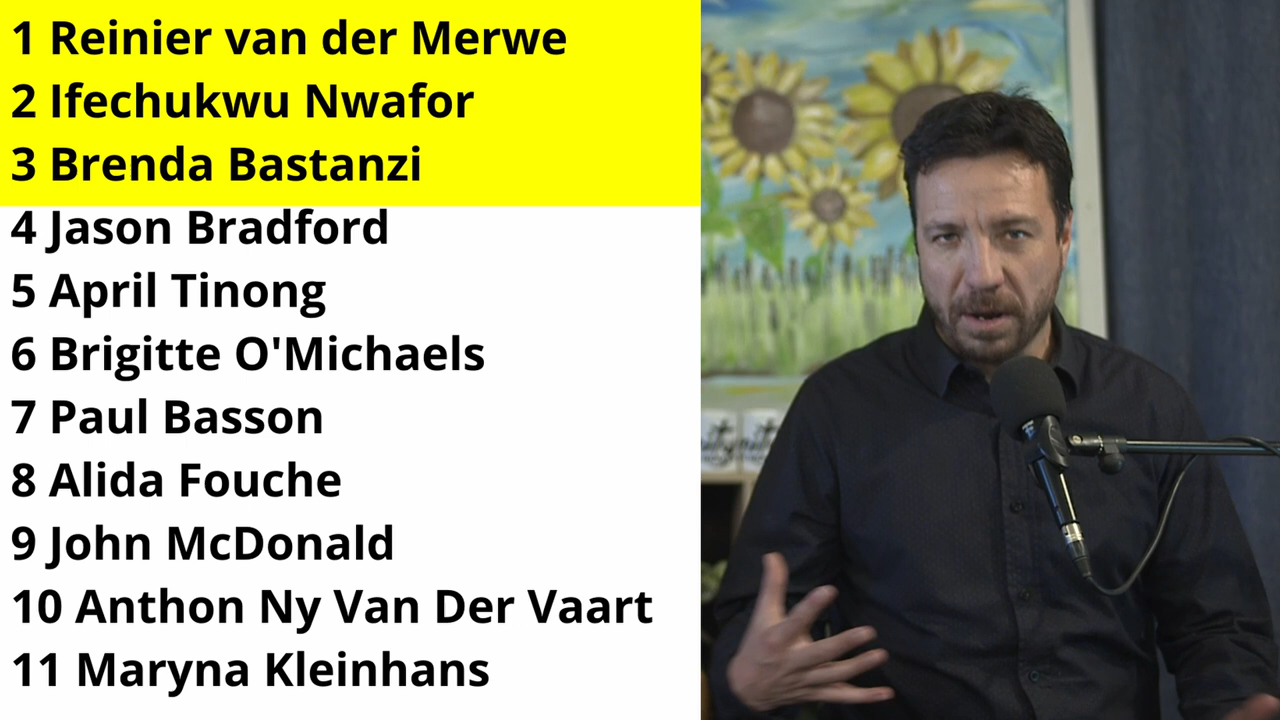 1 Reinier van der Merwe
2 Ifechukwu Nwafor
3 Brenda Bastanzi
4 Jason Bradford
5 April Tinong
6 Brigitte O'Michaels
7 Paul Basson
8 Alida Fouche
9 John McDonald
10 Anthon Ny Van Der Vaart
11 Maryna Kleinhans